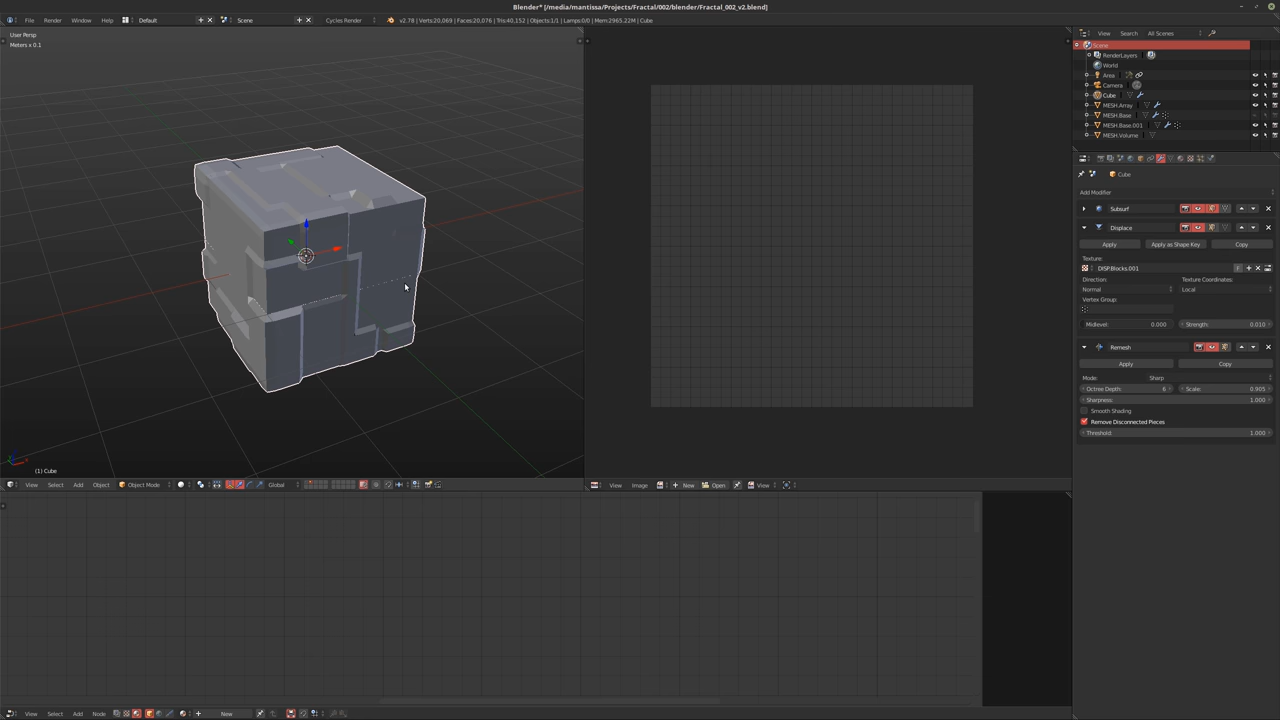 Blender* [/media/mantissa/Projects/Fractal/002/blender/Fractal_002_v2.blend]
File Render Window Help Default Scene Cycles Render v2.78 | Verts:20,069 | Faces:20,076 | Tris:40,152 | Objects:1/1 | Lamps:0/0 | Mem:2965.22M | Cube
User Persp
Meters x 0.1
(1) Cube
View Select Add Object Object Mode Global
View Image New Open View
View Select Add Node New
View Search All Scenes
Scene
RenderLayers
World
Area
Camera
Cube
MESH.Array
MESH.Base
MESH.Base.001
MESH.Volume
Cube
Add Modifier
Subsurf
Displace
Apply Apply as Shape Key Copy
Texture:
DISP.Blocks.001 F
Direction: Texture Coordinates:
Normal Local
Vertex Group:
Midlevel: 0.000 Strength: 0.010
Remesh
Apply Copy
Mode: Sharp
Octree Depth: 6 Scale: 0.905
Sharpness: 1.000
Smooth Shading
Remove Disconnected Pieces
Threshold: 1.000